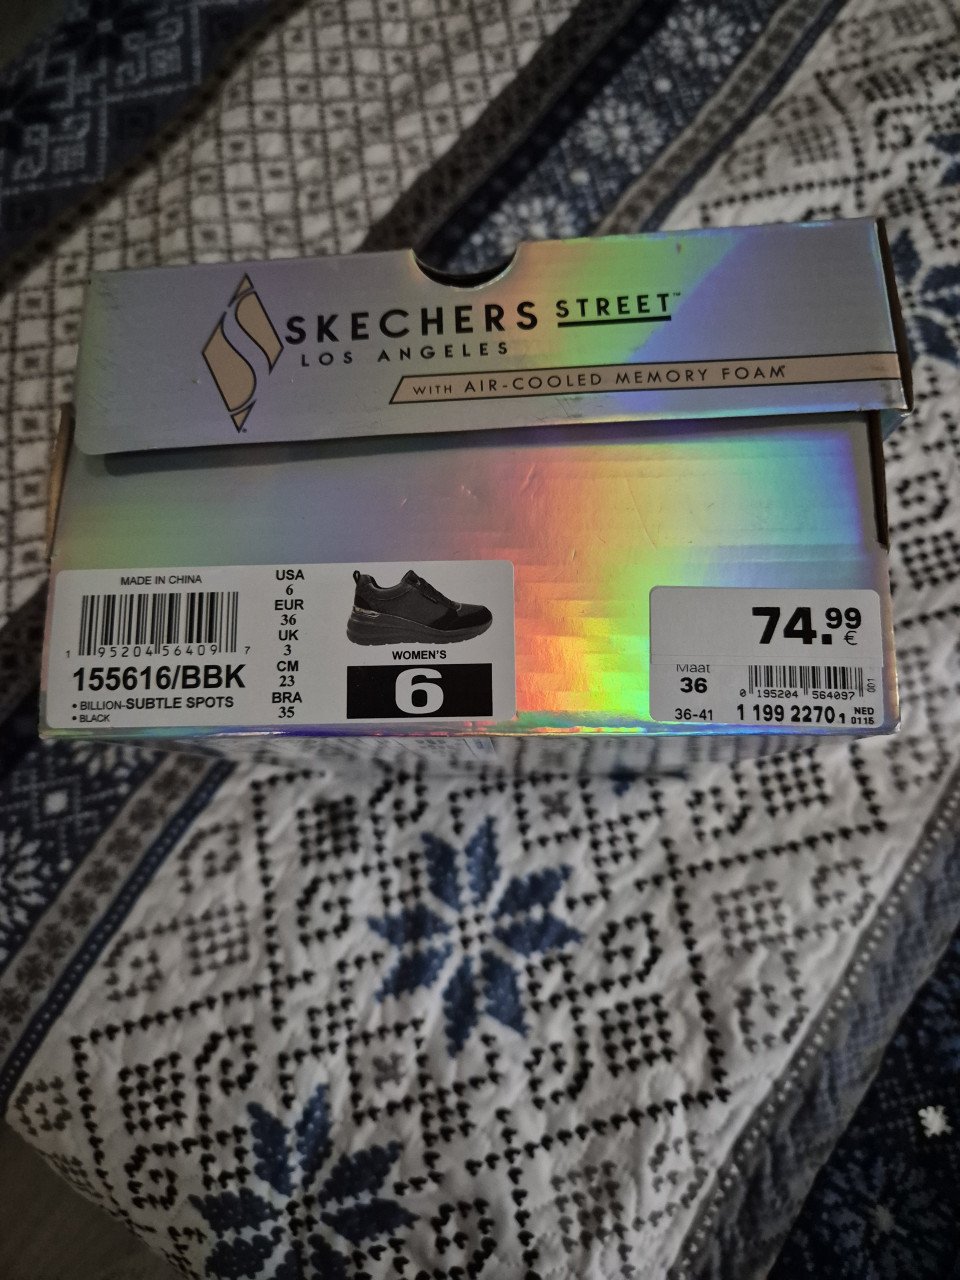 SKECHERS STREET™
LOS ANGELES
WITH AIR-COOLED MEMORY FOAM
MADE IN CHINA
1 95204 56409 7
155616/BBK
• BILLION-SUBTLE SPOTS
• BLACK
USA
6
EUR
36
UK
3
CM
23
BRA
35
WOMEN'S
6
74.99
€
Maat
36
36-41
0 195204 564097
001
1 199 2270 1
NED
0115